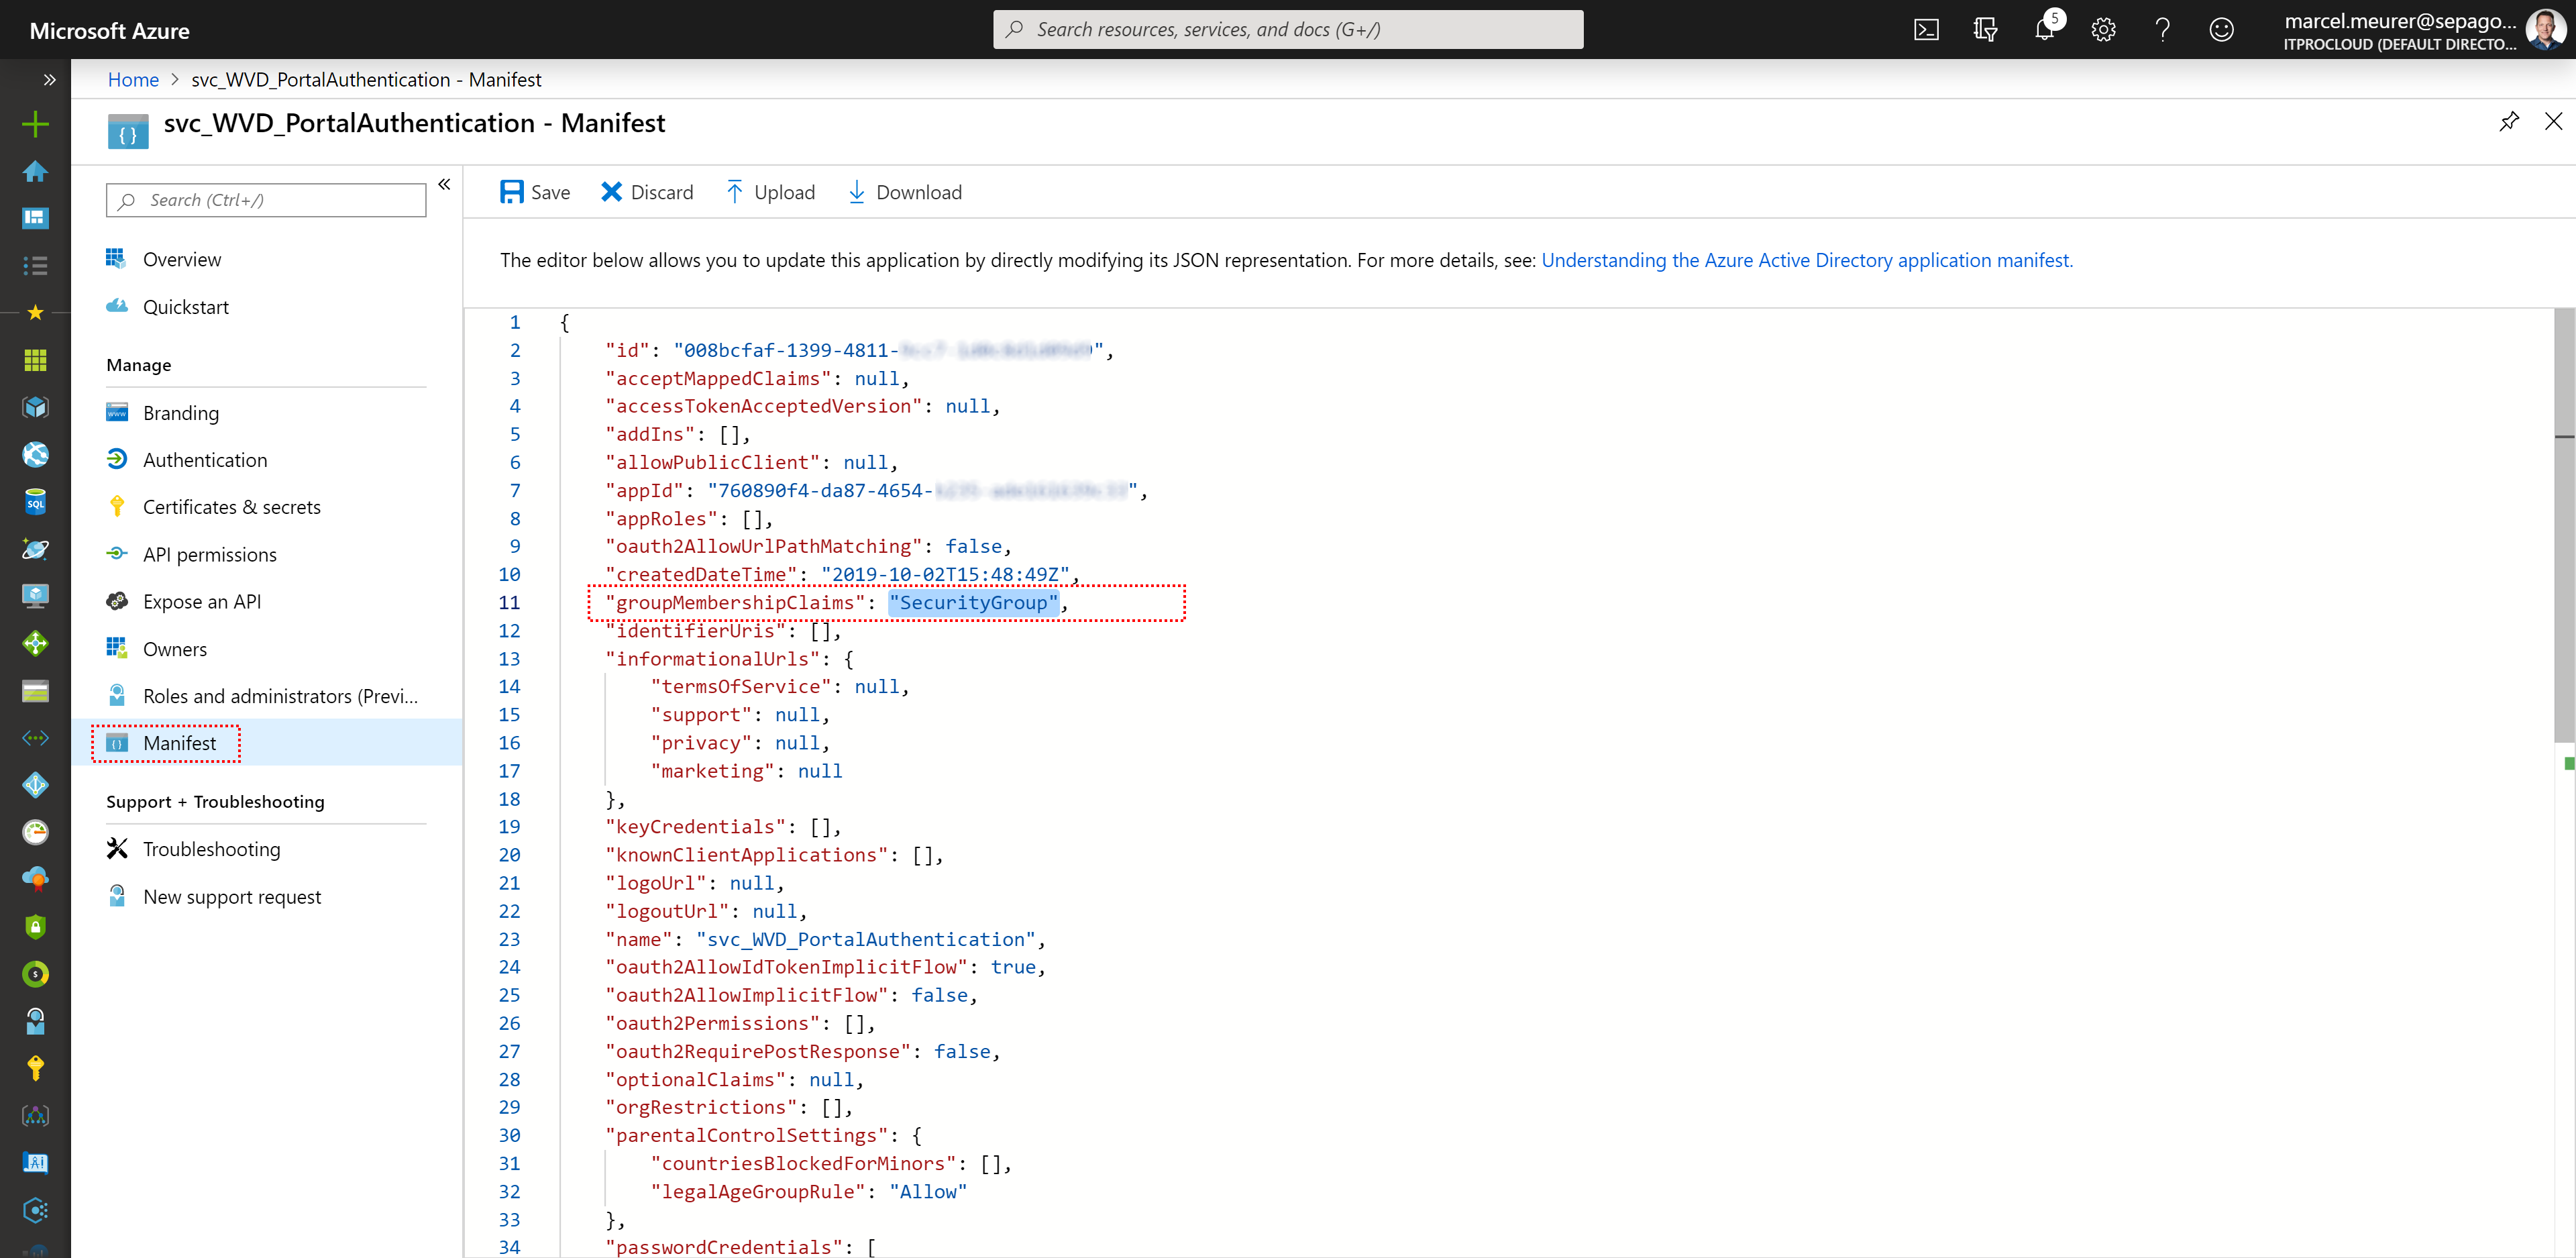 Microsoft Azure
Search resources, services, and docs (G+/)
5
marcel.meurer@sepago...
ITPROCLOUD (DEFAULT DIRECTO...
Home > svc_WVD_PortalAuthentication - Manifest
svc_WVD_PortalAuthentication - Manifest
Search (Ctrl+/)
Overview
Quickstart
Manage
Branding
Authentication
Certificates & secrets
API permissions
Expose an API
Owners
Roles and administrators (Previ...
Manifest
Support + Troubleshooting
Troubleshooting
New support request
Save Discard Upload Download
The editor below allows you to update this application by directly modifying its JSON representation. For more details, see: Understanding the Azure Active Directory application manifest.
1 {
2 "id": "008bcfaf-1399-4811-",
3 "acceptMappedClaims": null,
4 "accessTokenAcceptedVersion": null,
5 "addIns": [],
6 "allowPublicClient": null,
7 "appId": "760890f4-da87-4654-",
8 "appRoles": [],
9 "oauth2AllowUrlPathMatching": false,
10 "createdDateTime": "2019-10-02T15:48:49Z",
11 "groupMembershipClaims": "SecurityGroup",
12 "identifierUris": [],
13 "informationalUrls": {
14 "termsOfService": null,
15 "support": null,
16 "privacy": null,
17 "marketing": null
18 },
19 "keyCredentials": [],
20 "knownClientApplications": [],
21 "logoUrl": null,
22 "logoutUrl": null,
23 "name": "svc_WVD_PortalAuthentication",
24 "oauth2AllowIdTokenImplicitFlow": true,
25 "oauth2AllowImplicitFlow": false,
26 "oauth2Permissions": [],
27 "oauth2RequirePostResponse": false,
28 "optionalClaims": null,
29 "orgRestrictions": [],
30 "parentalControlSettings": {
31 "countriesBlockedForMinors": [],
32 "legalAgeGroupRule": "Allow"
33 },
34 "passwordCredentials": [